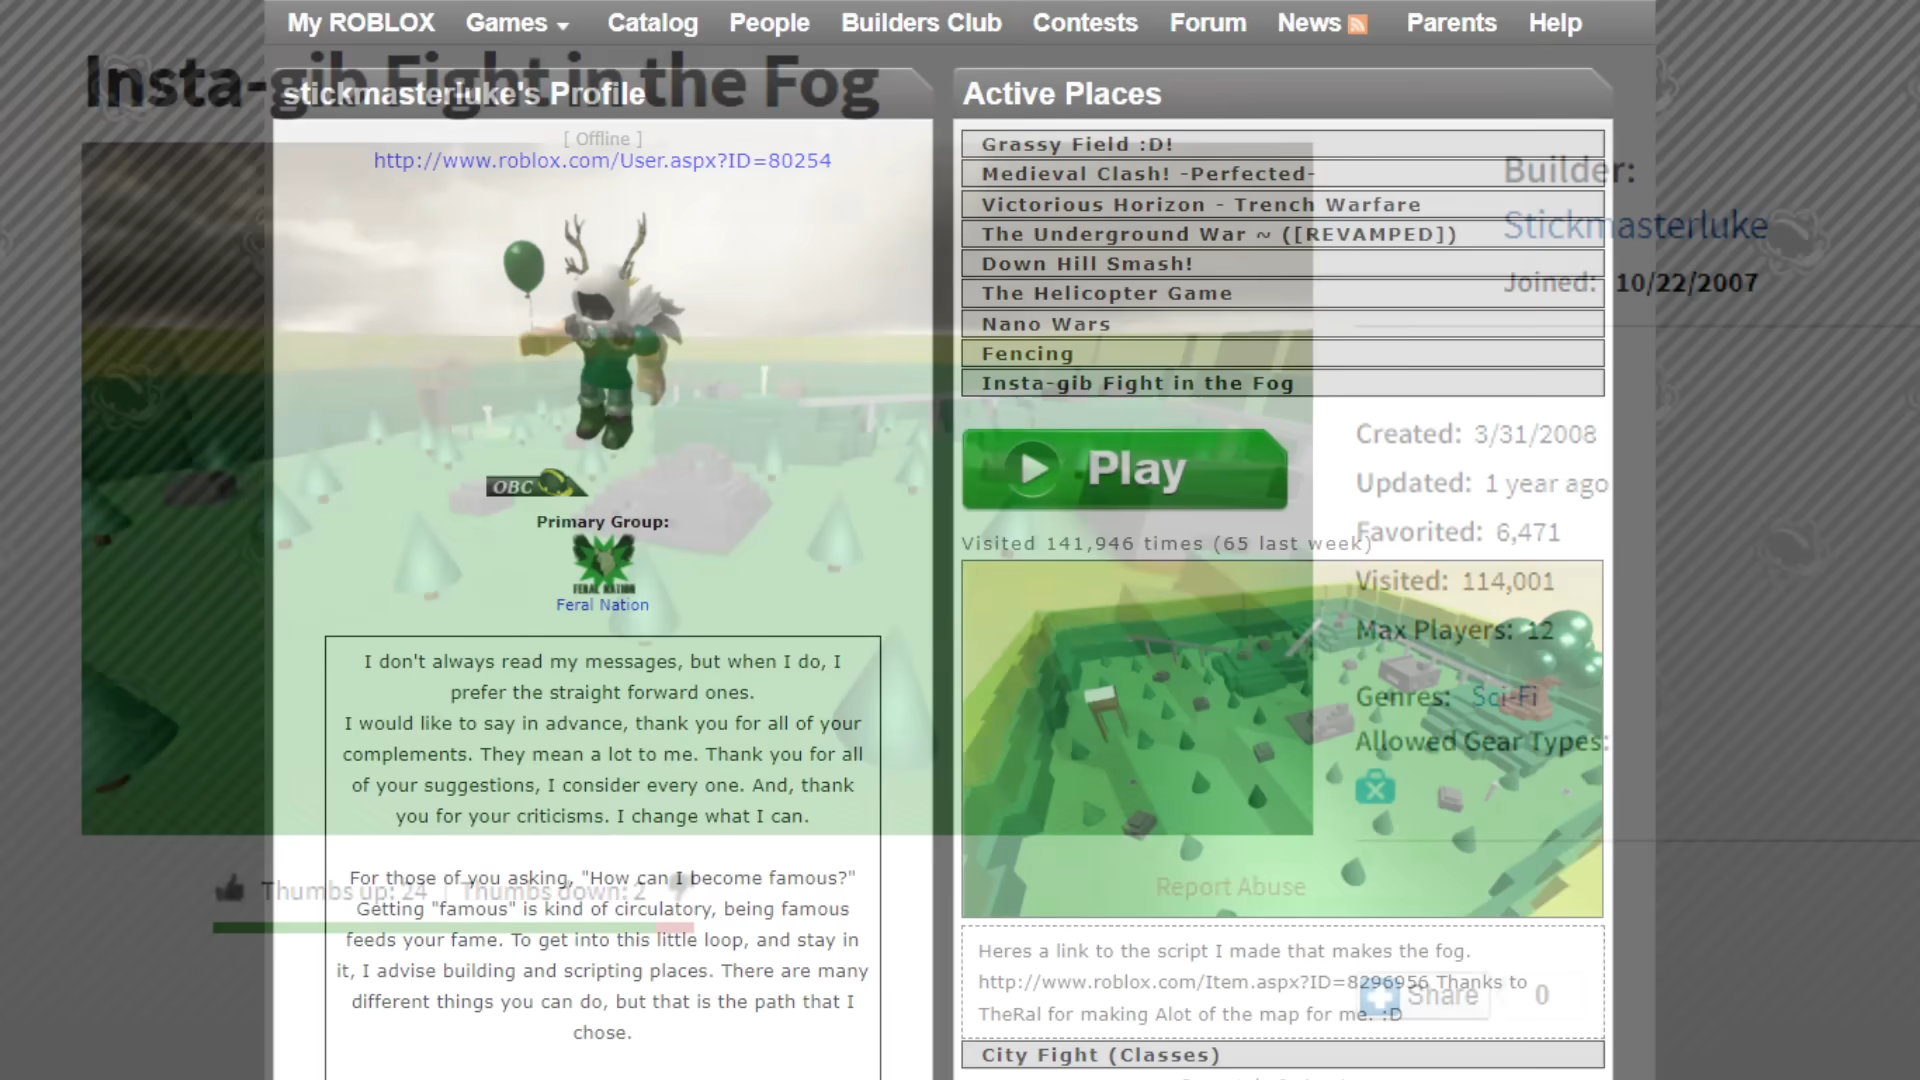 My ROBLOX Games Catalog People Builders Club Contests Forum News Parents Help
Insta-gib Fight in the Fog
stickmasterluke's Profile
[ Offline ]
http://www.roblox.com/User.aspx?ID=80254
OBC
Primary Group:
FERAL NATION
Feral Nation
I don't always read my messages, but when I do, I
prefer the straight forward ones.
I would like to say in advance, thank you for all of your
complements. They mean a lot to me. Thank you for all
of your suggestions, I consider every one. And, thank
you for your criticisms. I change what I can.
For those of you asking, "How can I become famous?"
Getting "famous" is kind of circulatory, being famous
feeds your fame. To get into this little loop, and stay in
it, I advise building and scripting places. There are many
different things you can do, but that is the path that I
chose.
Thumbs up: 24 | Thumbs down: 2
Active Places
Grassy Field :D!
Medieval Clash! -Perfected-
Victorious Horizon - Trench Warfare
The Underground War ~ ([REVAMPED])
Down Hill Smash!
The Helicopter Game
Nano Wars
Fencing
Insta-gib Fight in the Fog
Play
Visited 141,946 times (65 last week)
Report Abuse
Heres a link to the script I made that makes the fog.
http://www.roblox.com/Item.aspx?ID=8296956 Thanks to
TheRal for making Alot of the map for me. :D
City Fight (Classes)
Builder:
Stickmasterluke
Joined: 10/22/2007
Created: 3/31/2008
Updated: 1 year ago
Favorited: 6,471
Visited: 114,001
Max Players: 12
Genres: Sci-Fi
Allowed Gear Types:
Share 0